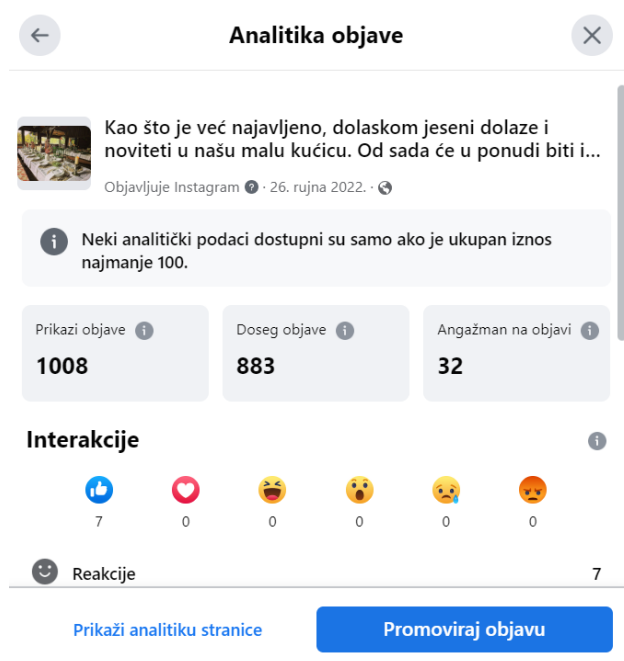 Analitika objave
Kao što je već najavljeno, dolaskom jeseni dolaze i
noviteti u našu malu kućicu. Od sada će u ponudi biti i...
Objavljuje Instagram · 26. rujna 2022. ·
Neki analitički podaci dostupni su samo ako je ukupan iznos
najmanje 100.
Prikazi objave
1008
Doseg objave
883
Angažman na objavi
32
Interakcije
7 0 0 0 0 0
Reakcije 7
Prikaži analitiku stranice
Promoviraj objavu